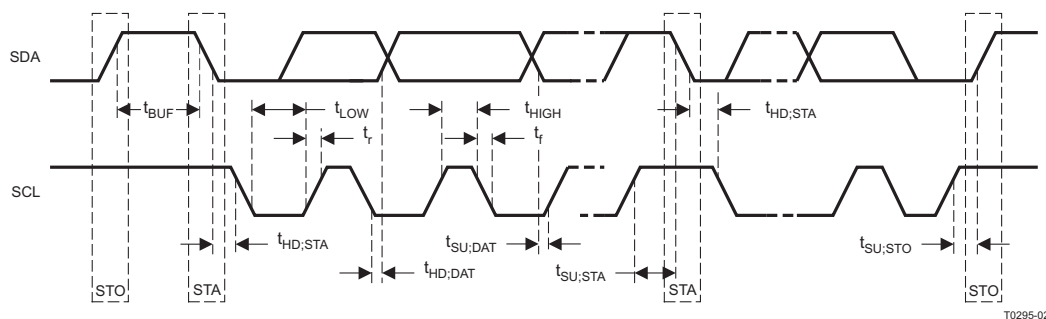 SDA
t_BUF
t_LOW
t_HIGH
t_HD;STA
t_r
t_f
SCL
t_HD;STA
t_SU;DAT
t_HD;DAT
t_SU;STA
t_SU;STO
STO
STA
STA
STO
T0295-02